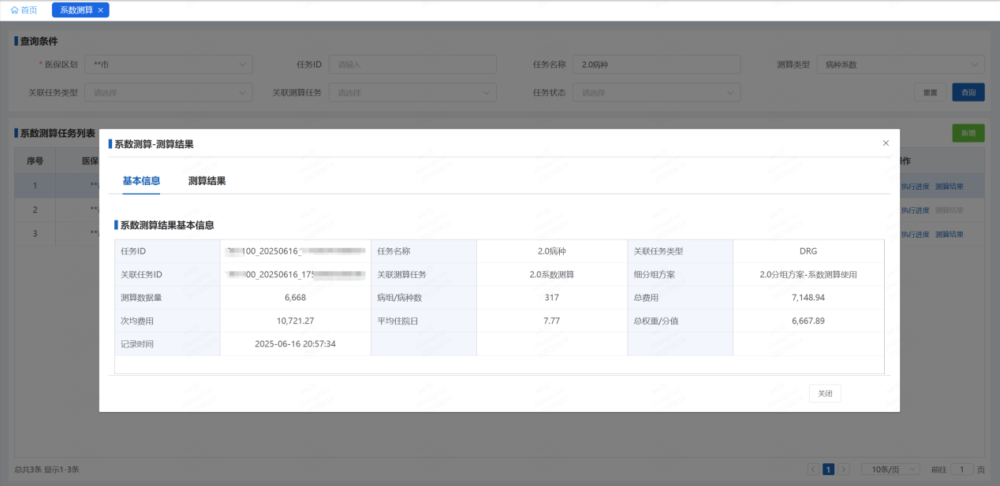 首页 系数测算 ×
查询条件
* 医保区划 **市 任务ID 请输入 任务名称 2.0病种 测算类型 病种系数
关联任务类型 请选择 关联测算任务 请选择 任务状态 请选择 重置 查询
系数测算任务列表 新增
系数测算-测算结果 ×
序号 医保 作
基本信息 测算结果
1 ** 执行进度 测算结果
2 ** 执行进度 测算结果
系数测算结果基本信息
3 ** 执行进度 测算结果
任务ID 100_20250616_ 任务名称 2.0病种 关联任务类型 DRG
关联任务ID 00_20250616_175 关联测算任务 2.0系数测算 细分组方案 2.0分组方案-系数测算使用
测算数据量 6,668 病组/病种数 317 总费用 7,148.94
次均费用 10,721.27 平均住院日 7.77 总权重/分值 6,667.89
记录时间 2025-06-16 20:57:34
关闭
总共3条 显示1-3条 1 10条/页 前往 1 页